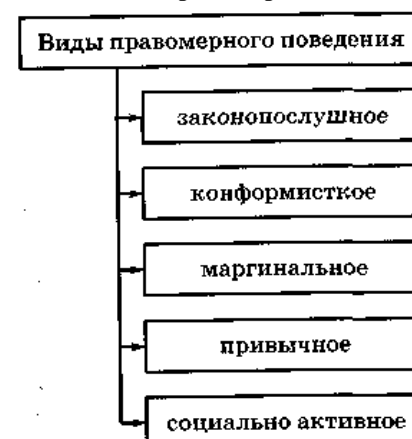 Виды правомерного поведения
законопослушное
конформисткое
маргинальное
привычное
социально активное